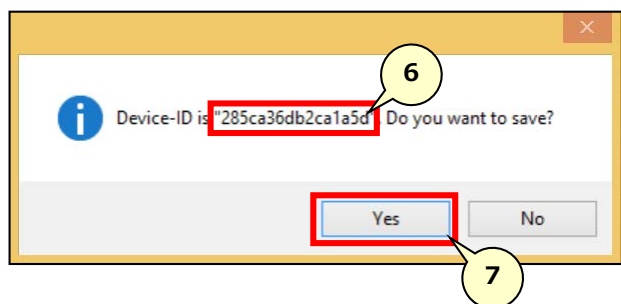 6
Device-ID is "285ca36db2ca1a5d". Do you want to save?
Yes
No
7